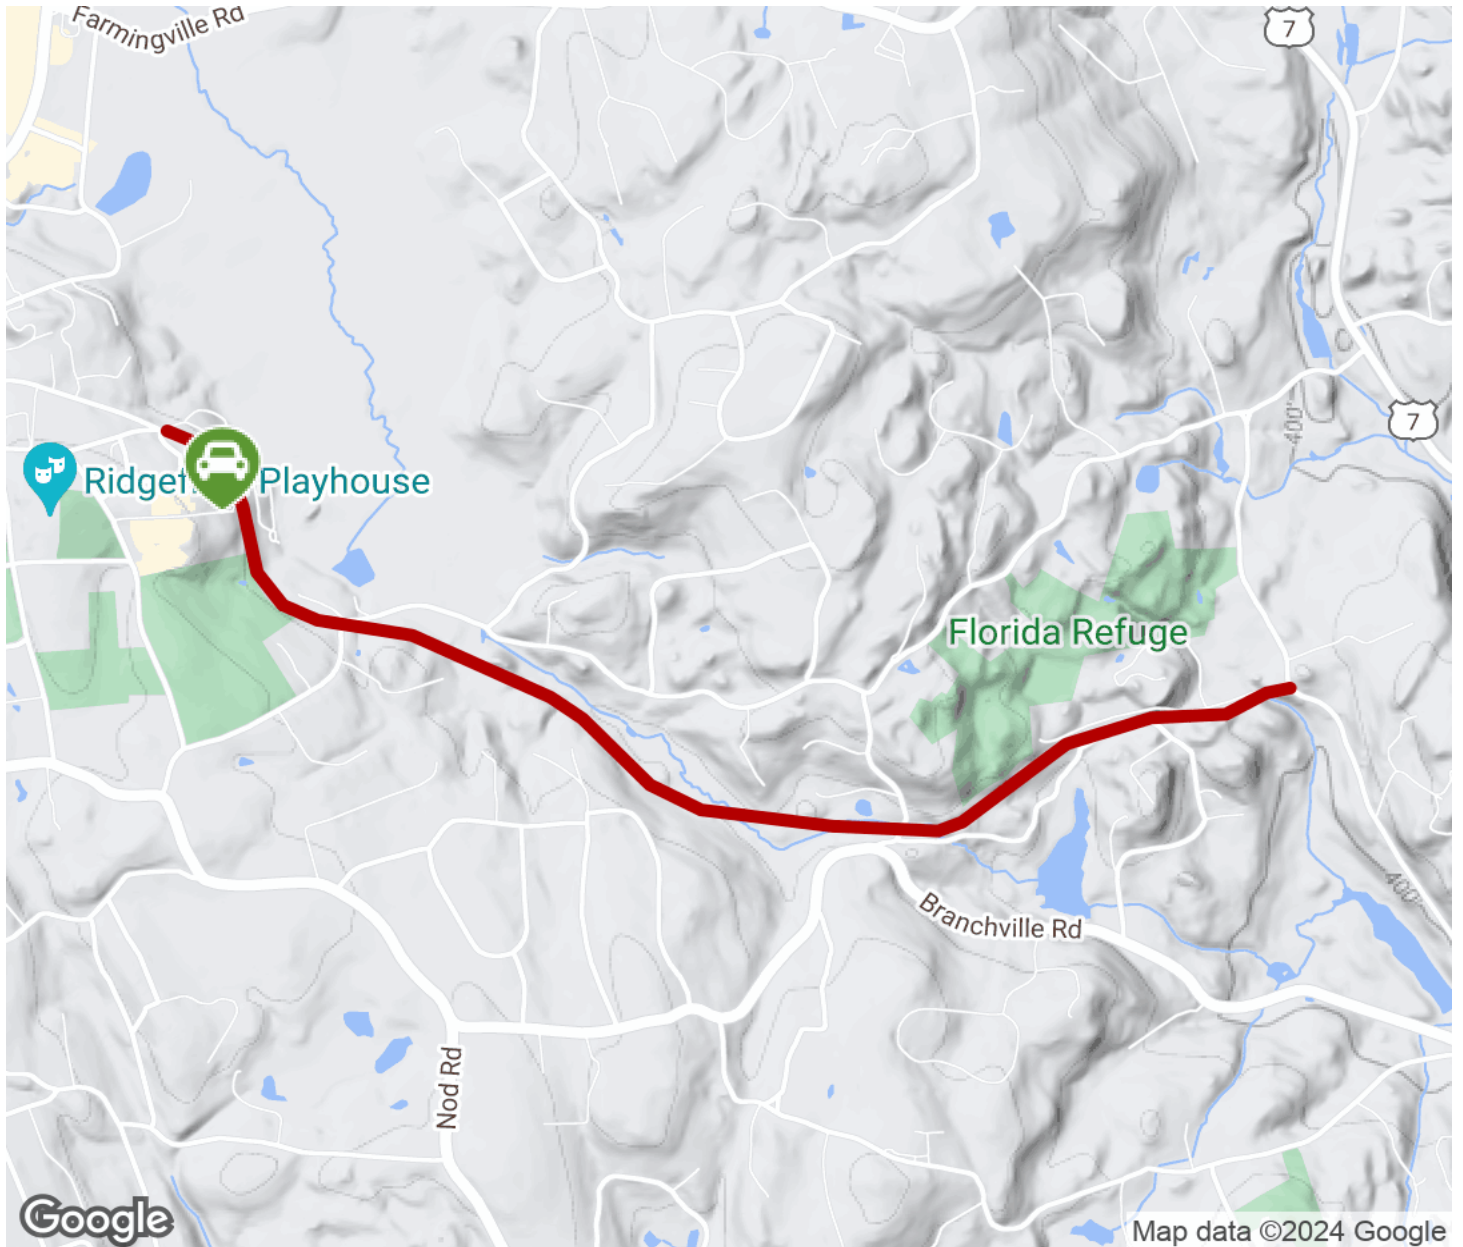 Farmingville Rd
7
7
400'
Ridgef
Playhouse
Florida Refuge
Branchville Rd
400'
Nod Rd
Google
Map data ©2024 Google